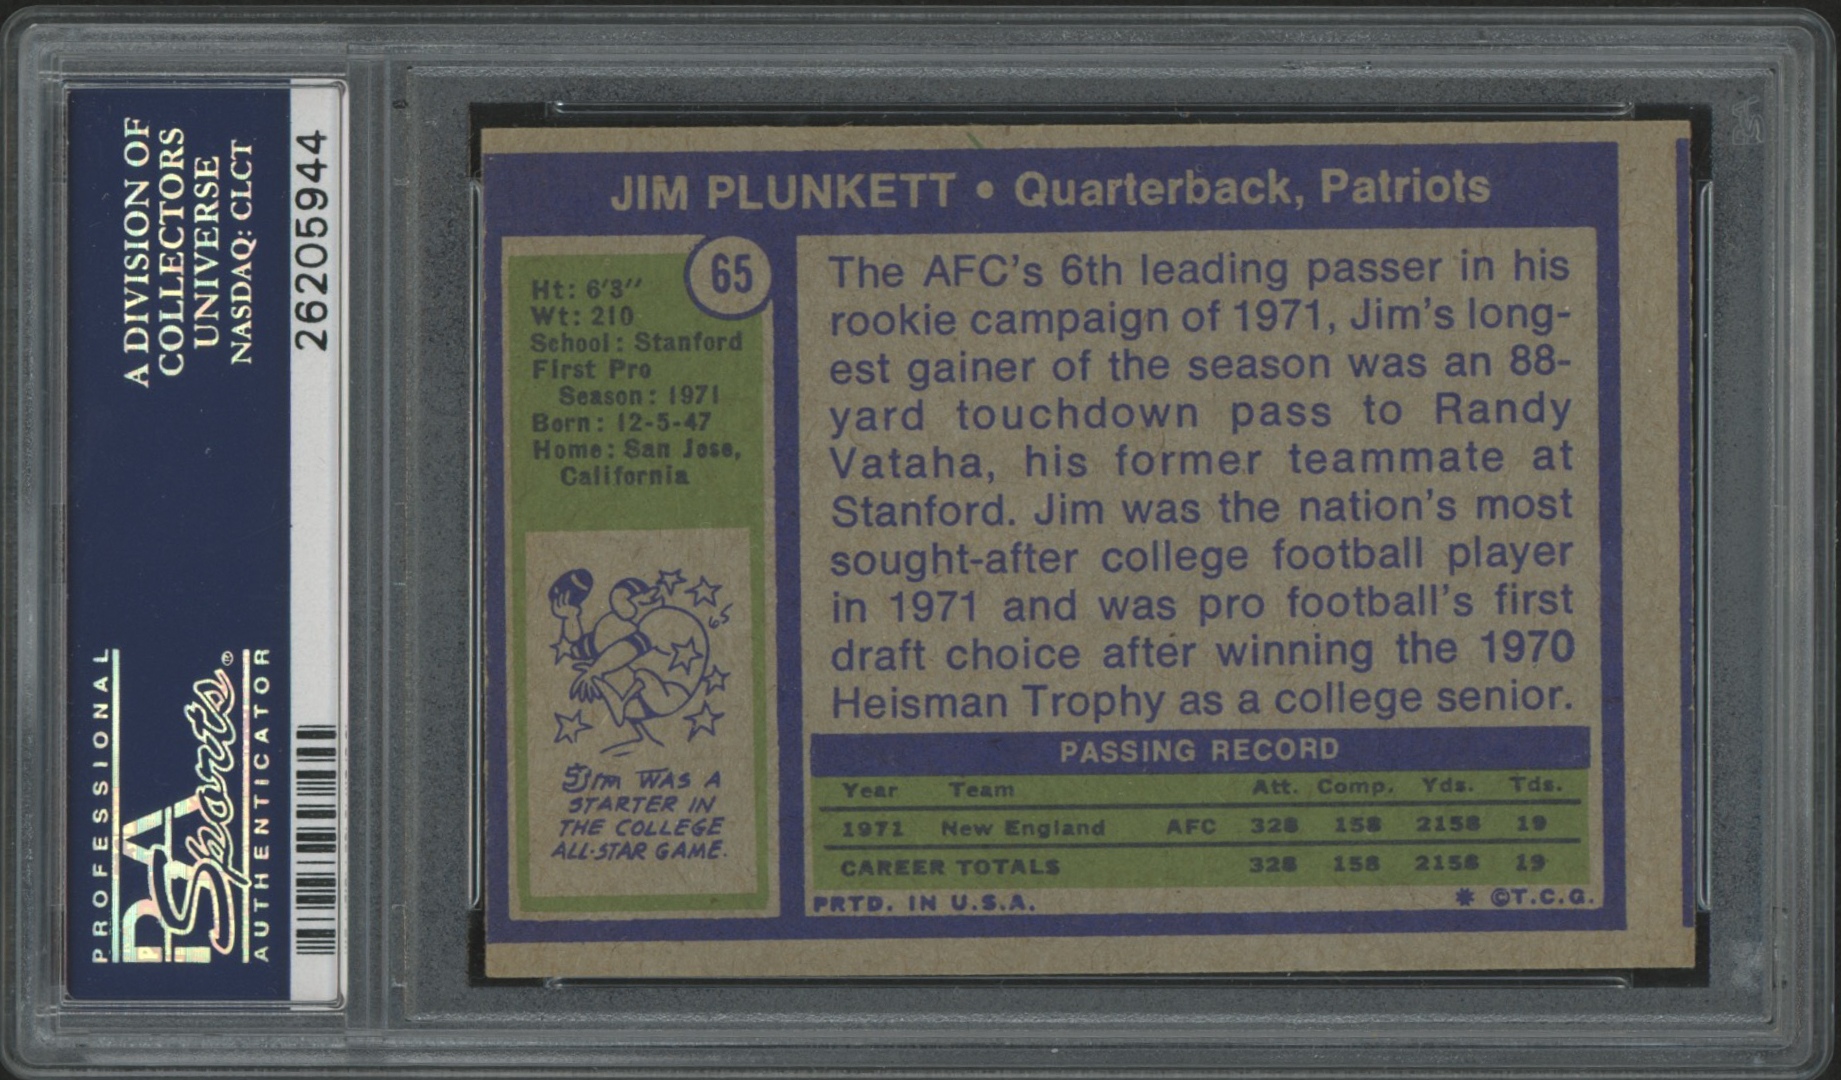 A DIVISION OF
COLLECTORS
UNIVERSE
NASDAQ: CLCT
26205944
PROFESSIONAL
PSA
Sports®
AUTHENTICATOR
JIM PLUNKETT • Quarterback, Patriots
65
Ht: 6'3"
Wt: 210
School: Stanford
First Pro
Season: 1971
Born: 12-5-47
Home: San Jose,
California
65
JIM WAS A
STARTER IN
THE COLLEGE
ALL-STAR GAME.
The AFC's 6th leading passer in his
rookie campaign of 1971, Jim's long-
est gainer of the season was an 88-
yard touchdown pass to Randy
Vataha, his former teammate at
Stanford. Jim was the nation's most
sought-after college football player
in 1971 and was pro football's first
draft choice after winning the 1970
Heisman Trophy as a college senior.
PASSING RECORD
Year Team Att. Comp. Yds. Tds.
1971 New England AFC 328 158 2158 19
CAREER TOTALS 328 158 2158 19
PRTD. IN U.S.A. * ©T.C.G.
PSA